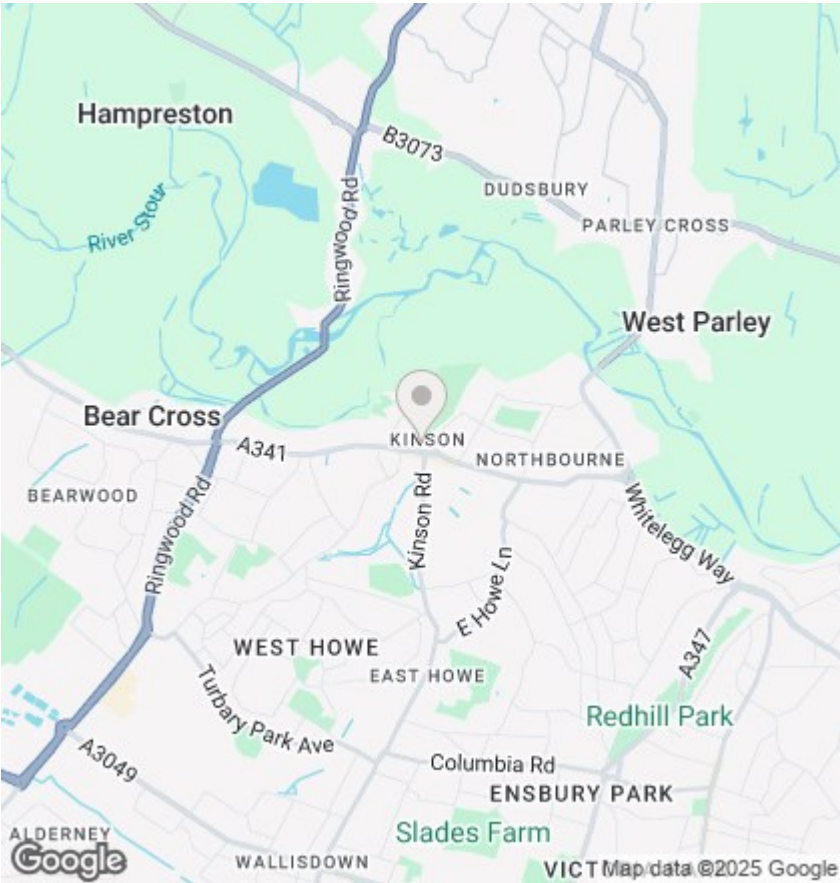 Hampreston
B3073
DUDSBURY
PARLEY CROSS
River Stour
Ringwood Rd
West Parley
Bear Cross
KINSON
A341
NORTHBOURNE
BEARWOOD
Ringwood Rd
Kinson Rd
Whitelegg Way
E Howe Ln
WEST HOWE
EAST HOWE
A347
Turbary Park Ave
Redhill Park
A3049
Columbia Rd
ENSBURY PARK
ALDERNEY
Slades Farm
Google
WALLISDOWN
Map data ©2025 Google